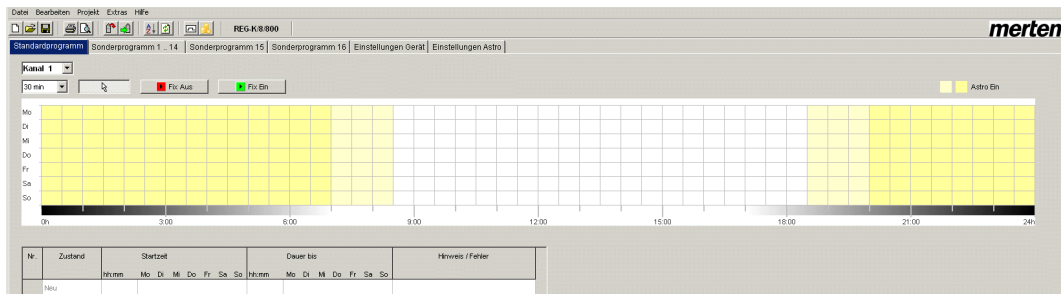 Datei Bearbeiten Projekt Extras Hilfe
REG-K/8/800
merten
Standardprogramm Sonderprogramm 1 .. 14 Sonderprogramm 15 Sonderprogramm 16 Einstellungen Gerät Einstellungen Astro
Kanal 1
30 min Fix Aus Fix Ein Astro Ein
Mo
Di
Mi
Do
Fr
Sa
So
0h 3:00 6:00 9:00 12:00 15:00 18:00 21:00 24h
Nr. Zustand Startzeit Dauer bis Hinweis / Fehler
hh:mm Mo Di Mi Do Fr Sa So hh:mm Mo Di Mi Do Fr Sa So
Neu